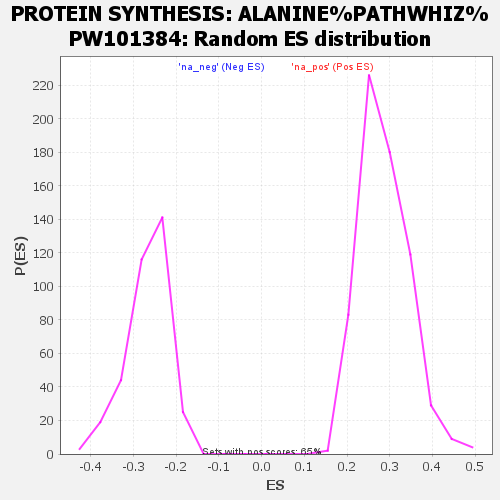 PROTEIN SYNTHESIS: ALANINE%PATHWHIZ%
PW101384: Random ES distribution
'na_neg' (Neg ES) 'na_pos' (Pos ES)
220
200
180
160
140
120
100
80
60
40
20
0
P(ES)
Sets with pos scores: 65%
-0.4 -0.3 -0.2 -0.1 0.0 0.1 0.2 0.3 0.4 0.5
ES